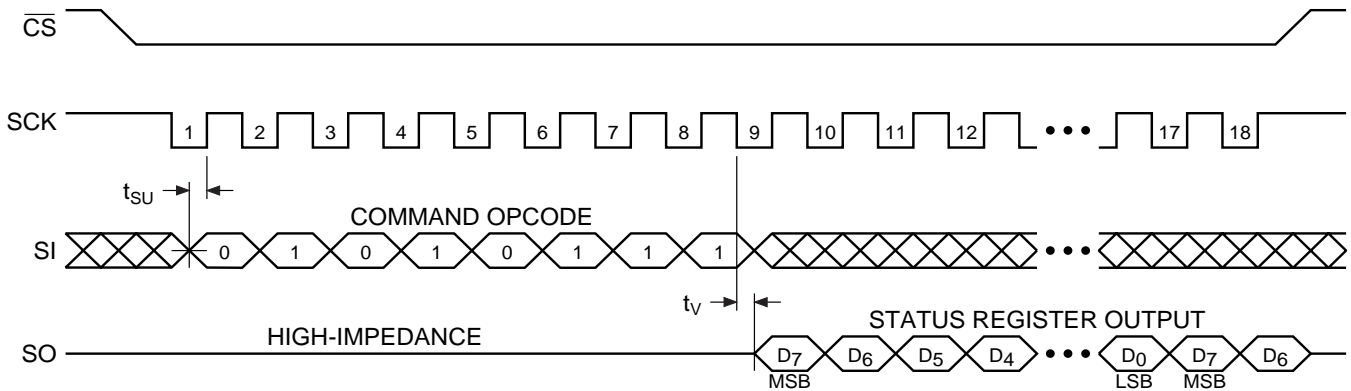 CS
SCK 1 2 3 4 5 6 7 8 9 10 11 12 17 18
tSU
COMMAND OPCODE
SI 0 1 0 1 0 1 1 1
tV
HIGH-IMPEDANCE STATUS REGISTER OUTPUT
SO D7 D6 D5 D4 D0 D7 D6
MSB LSB MSB